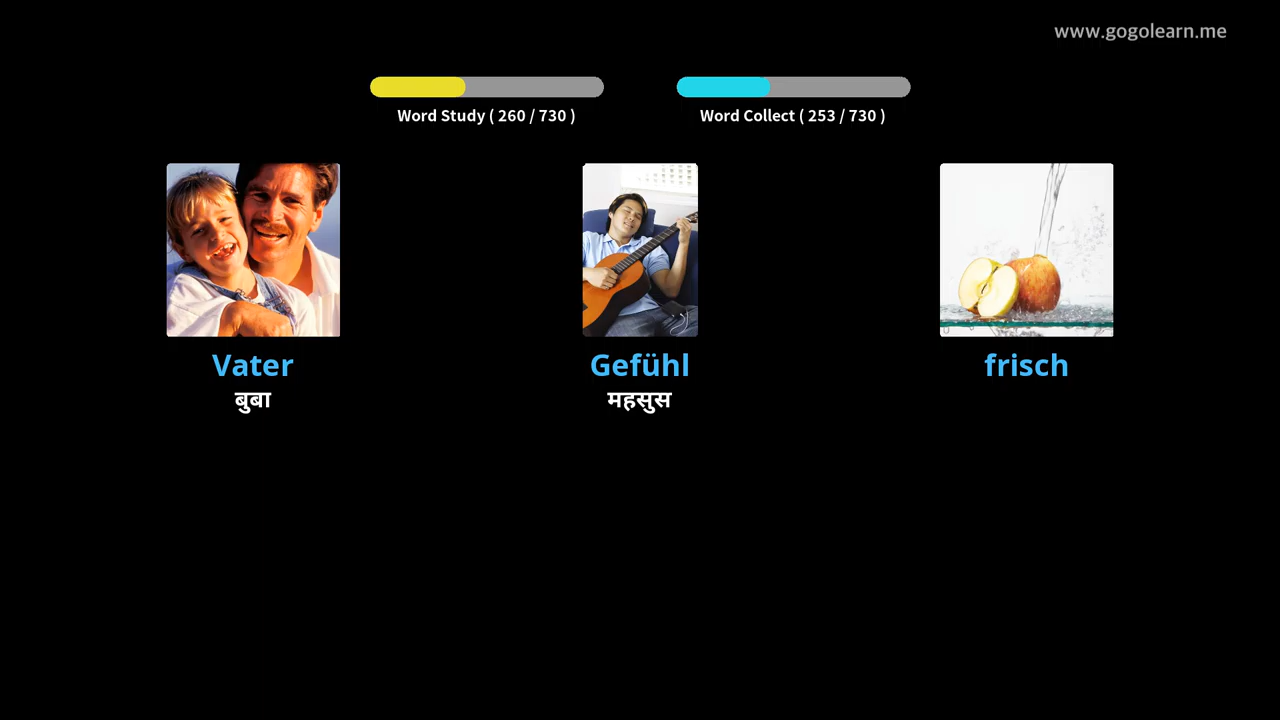 www.gogolearn.me
Word Study ( 260 / 730 )
Word Collect ( 253 / 730 )
Vater
बुबा
Gefühl
महसुस
frisch